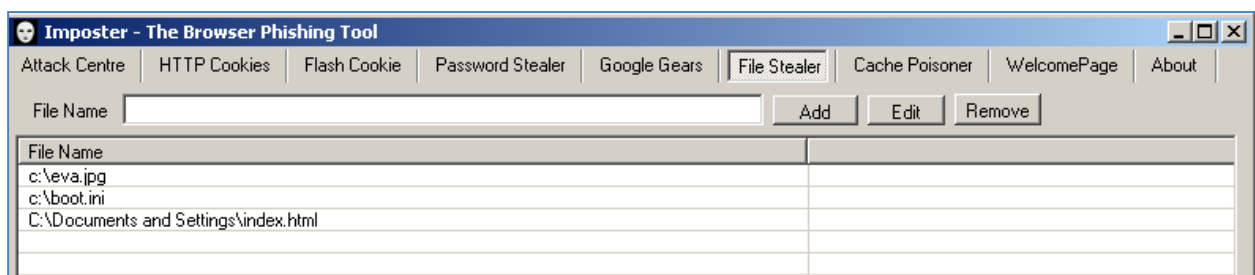 Imposter - The Browser Phishing Tool
Attack Centre HTTP Cookies Flash Cookie Password Stealer Google Gears File Stealer Cache Poisoner WelcomePage About
File Name Add Edit Remove
File Name
c:\eva.jpg
c:\boot.ini
C:\Documents and Settings\index.html